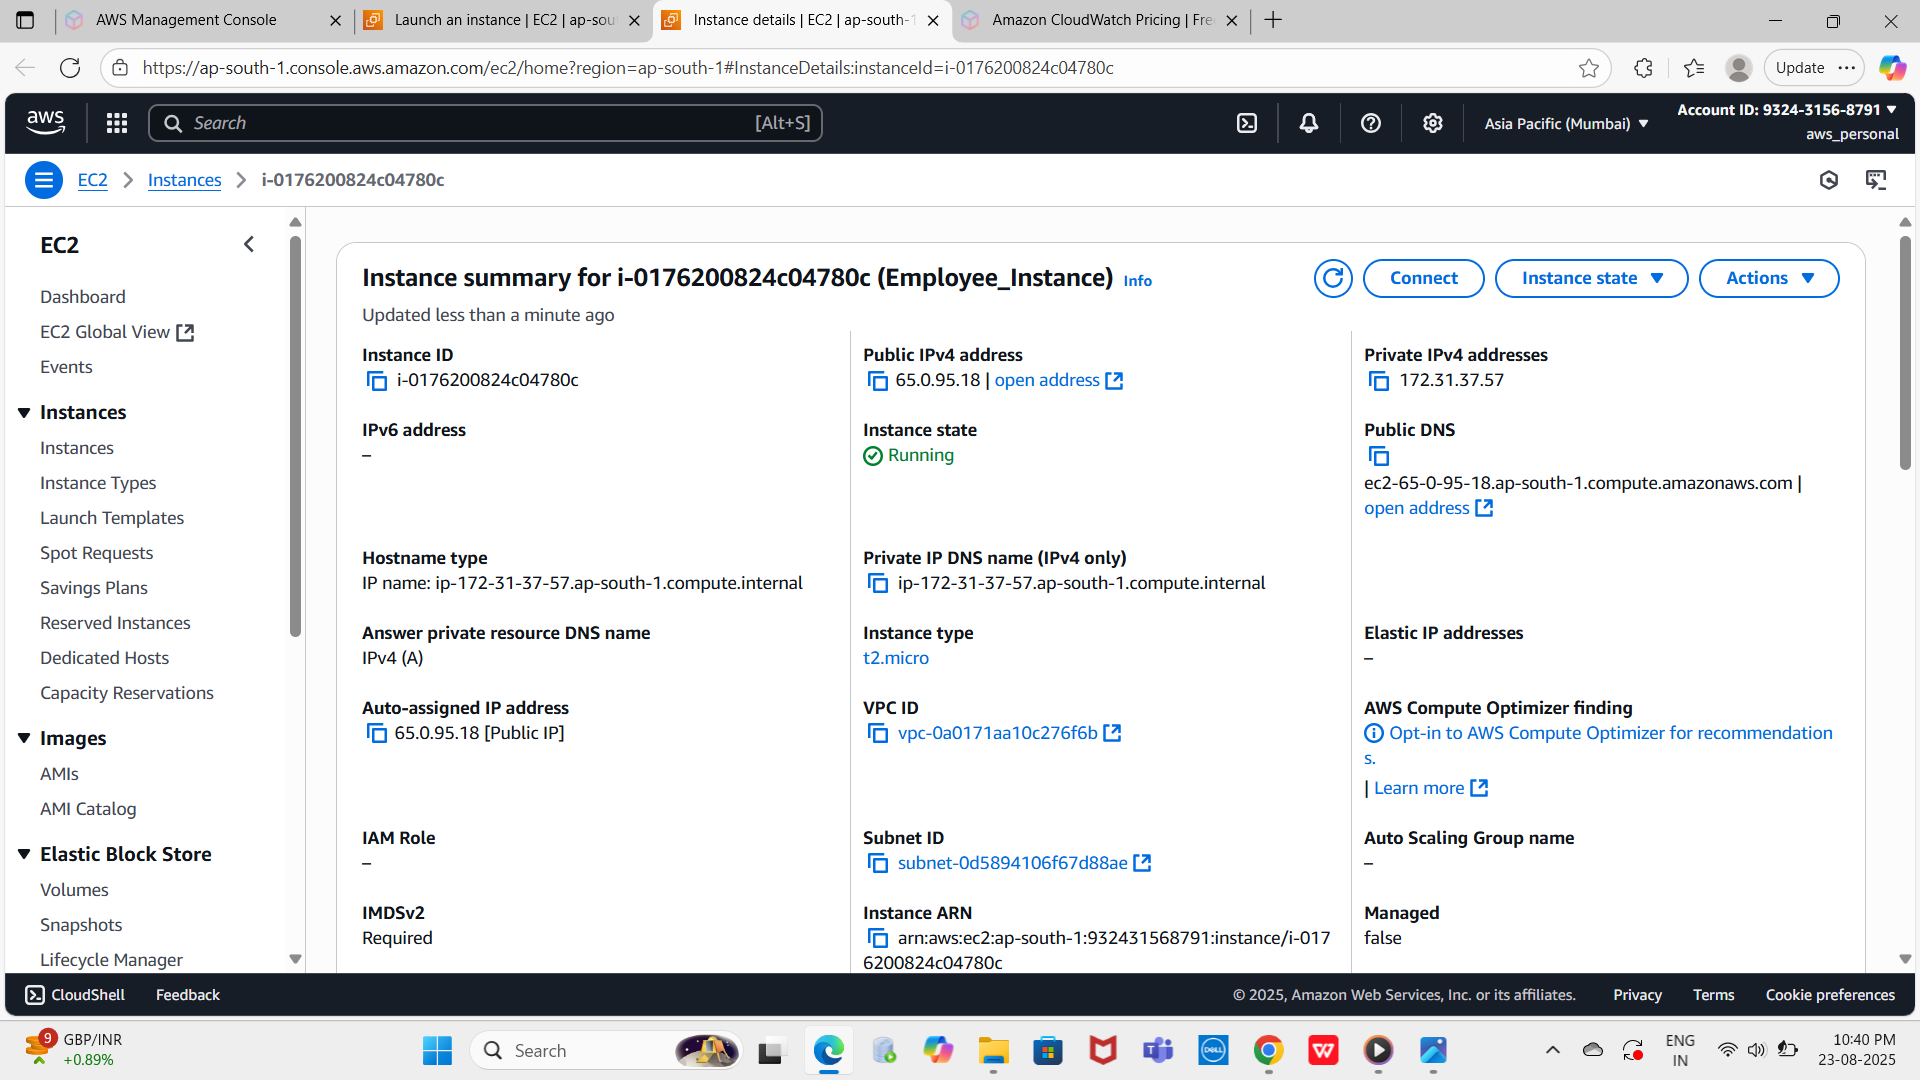 AWS Management Console
Launch an instance | EC2 | ap-sou
Instance details | EC2 | ap-south-1
Amazon CloudWatch Pricing | Fre
https://ap-south-1.console.aws.amazon.com/ec2/home?region=ap-south-1#InstanceDetails:instanceId=i-0176200824c04780c
Update
aws
Search
[Alt+S]
Asia Pacific (Mumbai)
Account ID: 9324-3156-8791
aws_personal
EC2
Instances
i-0176200824c04780c
EC2
Dashboard
EC2 Global View
Events
Instances
Instances
Instance Types
Launch Templates
Spot Requests
Savings Plans
Reserved Instances
Dedicated Hosts
Capacity Reservations
Images
AMIs
AMI Catalog
Elastic Block Store
Volumes
Snapshots
Lifecycle Manager
Instance summary for i-0176200824c04780c (Employee_Instance) Info
Updated less than a minute ago
Connect
Instance state
Actions
Instance ID
i-0176200824c04780c
Public IPv4 address
65.0.95.18 | open address
Private IPv4 addresses
172.31.37.57
IPv6 address
–
Instance state
Running
Public DNS
ec2-65-0-95-18.ap-south-1.compute.amazonaws.com |
open address
Hostname type
IP name: ip-172-31-37-57.ap-south-1.compute.internal
Private IP DNS name (IPv4 only)
ip-172-31-37-57.ap-south-1.compute.internal
Answer private resource DNS name
IPv4 (A)
Instance type
t2.micro
Elastic IP addresses
–
Auto-assigned IP address
65.0.95.18 [Public IP]
VPC ID
vpc-0a0171aa10c276f6b
AWS Compute Optimizer finding
Opt-in to AWS Compute Optimizer for recommendation
s.
| Learn more
IAM Role
–
Subnet ID
subnet-0d5894106f67d88ae
Auto Scaling Group name
–
IMDSv2
Required
Instance ARN
arn:aws:ec2:ap-south-1:932431568791:instance/i-017
6200824c04780c
Managed
false
CloudShell
Feedback
© 2025, Amazon Web Services, Inc. or its affiliates.
Privacy
Terms
Cookie preferences
9
GBP/INR
+0.89%
Search
DELL
W
ENG
IN
10:40 PM
23-08-2025